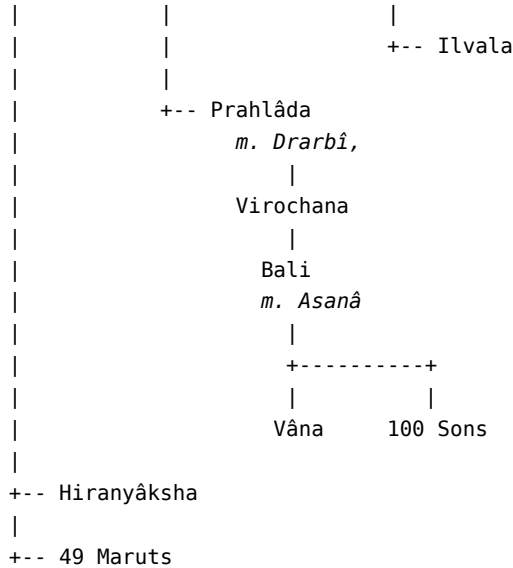 |            |                |
|            |                +-- Ilvala
|            |
|            +-- Prahlâda
|                  m. Drarbî,
|                      |
|                  Virochana
|                      |
|                    Bali
|                    m. Asanâ
|                      |
|                      +----------+
|                      |          |
|                     Vâna     100 Sons
|
+-- Hiranyâksha
|
+-- 49 Maruts